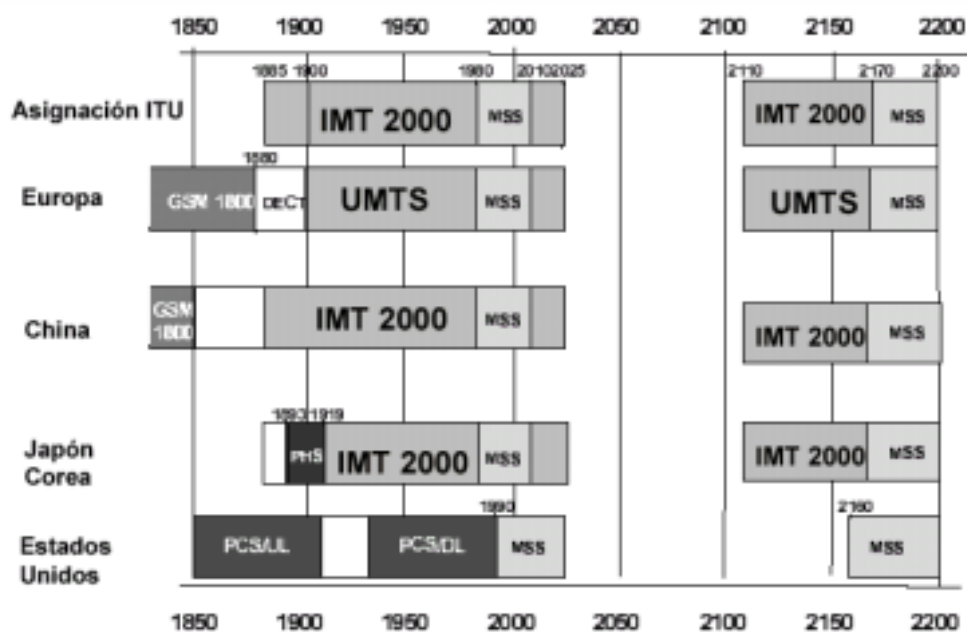 1850 1900 1950 2000 2050 2100 2150 2200
1885 1900 1980 2010 2025 2110 2170 2200
Asignación ITU IMT 2000 MSS IMT 2000 MSS
1880
Europa GSM 1800 DECT UMTS MSS UMTS MSS
China GSM 1800 IMT 2000 MSS IMT 2000 MSS
1893 1919
Japón
Corea PHS IMT 2000 MSS IMT 2000 MSS
1990 2160
Estados
Unidos PCS/UL PCS/DL MSS MSS
1850 1900 1950 2000 2050 2100 2150 2200